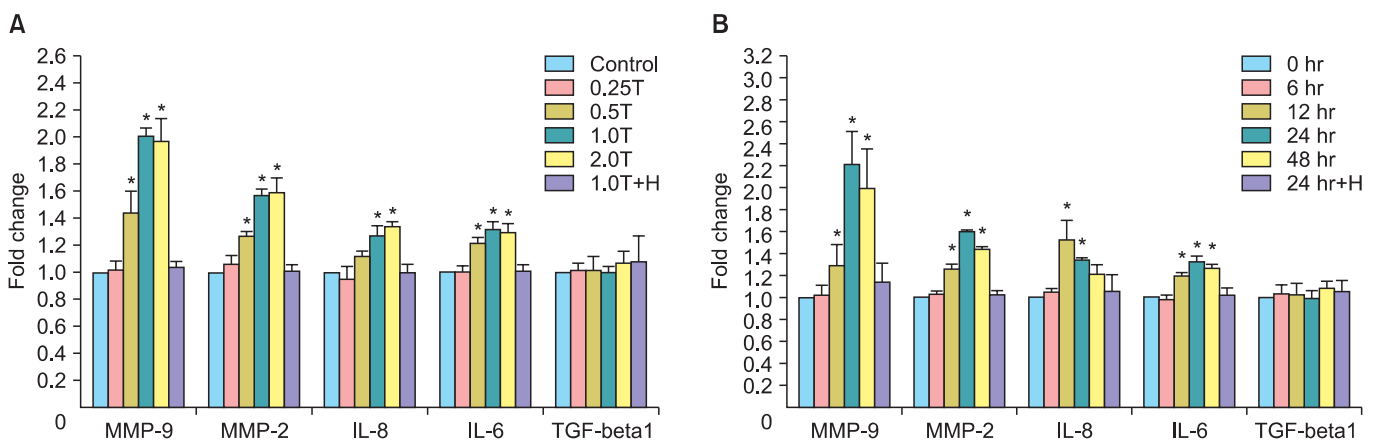 A
Fold change
2.6
2.4
2.2
2.0
1.8
1.6
1.4
1.2
1.0
0.8
0.6
0.4
0.2
0
* * * *
* * *
* *
* * *
Control
0.25T
0.5T
1.0T
2.0T
1.0T+H
MMP-9 MMP-2 IL-8 IL-6 TGF-beta1
B
Fold change
3.2
3.0
2.8
2.6
2.4
2.2
2.0
1.8
1.6
1.4
1.2
1.0
0.8
0.6
0.4
0.2
0
* * *
* * *
* *
* * *
0 hr
6 hr
12 hr
24 hr
48 hr
24 hr+H
MMP-9 MMP-2 IL-8 IL-6 TGF-beta1